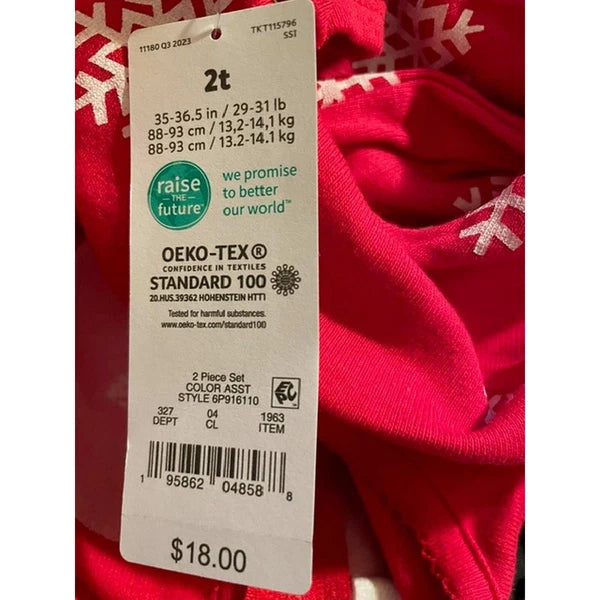 11180 Q3 2023
TKT115796
SSI
2t
35-36.5 in / 29-31 lb
88-93 cm / 13,2-14,1 kg
88-93 cm / 13.2-14.1 kg
raise
THE
future™
we promise
to better
our world™
OEKO-TEX®
CONFIDENCE IN TEXTILES
STANDARD 100
20.HUS.39362 HOHENSTEIN HTTI
Tested for harmful substances.
www.oeko-tex.com/standard100
2 Piece Set
COLOR ASST
STYLE 6P916110
EPC
327 04 1963
DEPT CL ITEM
1 95862 04858 8
$18.00